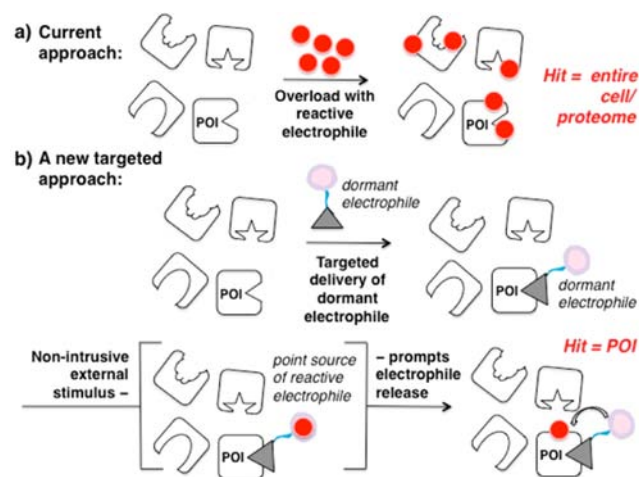 a) Current
approach:
POI
Overload with
reactive
electrophile
POI
Hit = entire
cell/
proteome
b) A new targeted
approach:
dormant
electrophile
POI
Targeted
delivery of
dormant
electrophile
POI
dormant
electrophile
Non-intrusive
external
stimulus –
point source
of reactive
electrophile
POI
– prompts
electrophile
release
Hit = POI
POI